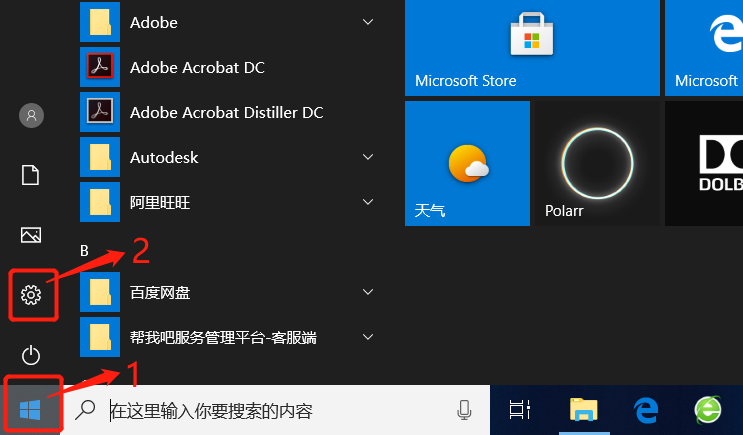 Adobe
Adobe Acrobat DC
Adobe Acrobat Distiller DC
Autodesk
阿里旺旺
B
百度网盘
帮我吧服务管理平台-客服端
Microsoft Store
Microsoft
天气
Polarr
DOLB
2
1
在这里输入你要搜索的内容